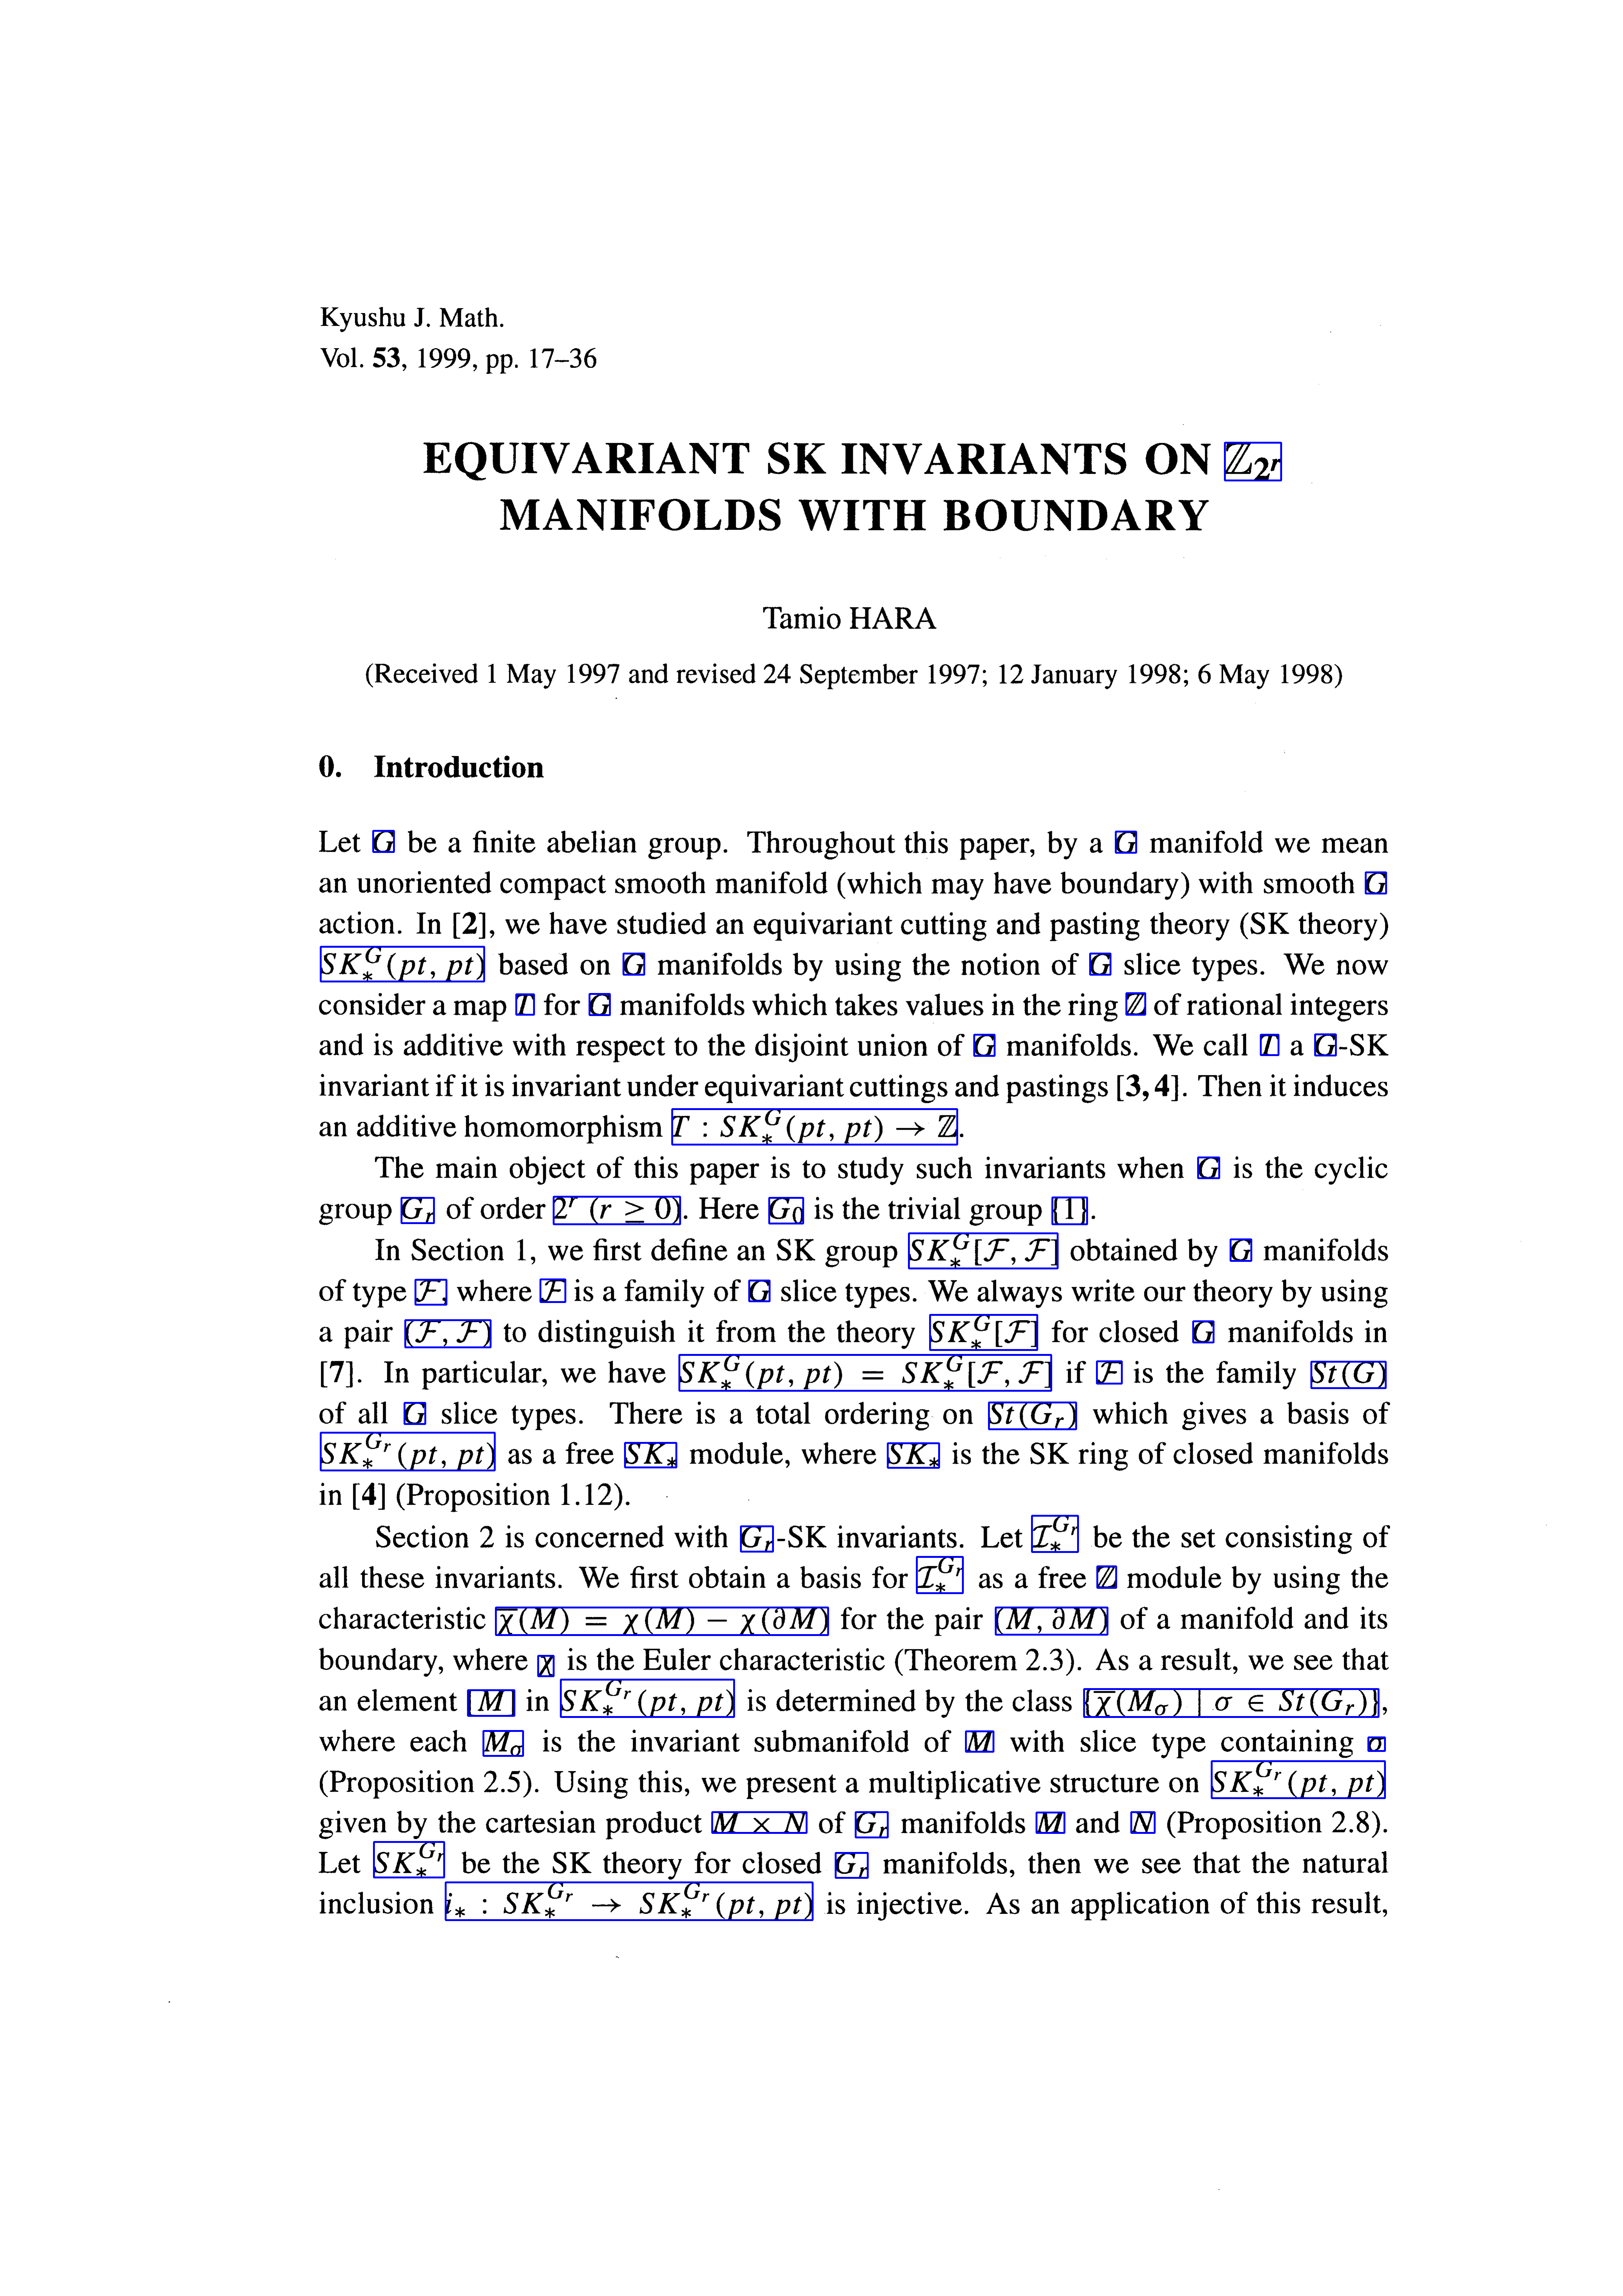 Kyushu J. Math.
Vol. 53, 1999, pp. 17–36
EQUIVARIANT SK INVARIANTS ON $\mathbb{Z}_{2^r}$
MANIFOLDS WITH BOUNDARY
Tamio HARA
(Received 1 May 1997 and revised 24 September 1997; 12 January 1998; 6 May 1998)
0. Introduction
Let $G$ be a finite abelian group. Throughout this paper, by a $G$ manifold we mean
an unoriented compact smooth manifold (which may have boundary) with smooth $G$
action. In [2], we have studied an equivariant cutting and pasting theory (SK theory)
$SK_*^G(pt, pt)$ based on $G$ manifolds by using the notion of $G$ slice types. We now
consider a map $T$ for $G$ manifolds which takes values in the ring $\mathbb{Z}$ of rational integers
and is additive with respect to the disjoint union of $G$ manifolds. We call $T$ a $G$-SK
invariant if it is invariant under equivariant cuttings and pastings [3, 4]. Then it induces
an additive homomorphism $T : SK_*^G(pt, pt) \to \mathbb{Z}$.
The main object of this paper is to study such invariants when $G$ is the cyclic
group $G_r$ of order $2^r$ $(r \geq 0)$. Here $G_0$ is the trivial group $\{1\}$.
In Section 1, we first define an SK group $SK_*^G[\mathcal{F}, \mathcal{F}]$ obtained by $G$ manifolds
of type $\mathcal{F}$, where $\mathcal{F}$ is a family of $G$ slice types. We always write our theory by using
a pair $(\mathcal{F}, \mathcal{F})$ to distinguish it from the theory $SK_*^G[\mathcal{F}]$ for closed $G$ manifolds in
[7]. In particular, we have $SK_*^G(pt, pt) = SK_*^G[\mathcal{F}, \mathcal{F}]$ if $\mathcal{F}$ is the family $St(G)$
of all $G$ slice types. There is a total ordering on $St(G_r)$ which gives a basis of
$SK_*^{G_r}(pt, pt)$ as a free $SK_*$ module, where $SK_*$ is the SK ring of closed manifolds
in [4] (Proposition 1.12).
Section 2 is concerned with $G_r$-SK invariants. Let $\mathcal{I}_*^{G_r}$ be the set consisting of
all these invariants. We first obtain a basis for $\mathcal{I}_*^{G_r}$ as a free $\mathbb{Z}$ module by using the
characteristic $\overline{\chi}(M) = \chi(M) - \chi(\partial M)$ for the pair $(M, \partial M)$ of a manifold and its
boundary, where $\chi$ is the Euler characteristic (Theorem 2.3). As a result, we see that
an element $[M]$ in $SK_*^{G_r}(pt, pt)$ is determined by the class $\{\overline{\chi}(M_\sigma) \mid \sigma \in St(G_r)\}$,
where each $M_\sigma$ is the invariant submanifold of $M$ with slice type containing $\sigma$
(Proposition 2.5). Using this, we present a multiplicative structure on $SK_*^{G_r}(pt, pt)$
given by the cartesian product $M \times N$ of $G_r$ manifolds $M$ and $N$ (Proposition 2.8).
Let $SK_*^{G_r}$ be the SK theory for closed $G_r$ manifolds, then we see that the natural
inclusion $i_* : SK_*^{G_r} \to SK_*^{G_r}(pt, pt)$ is injective. As an application of this result,